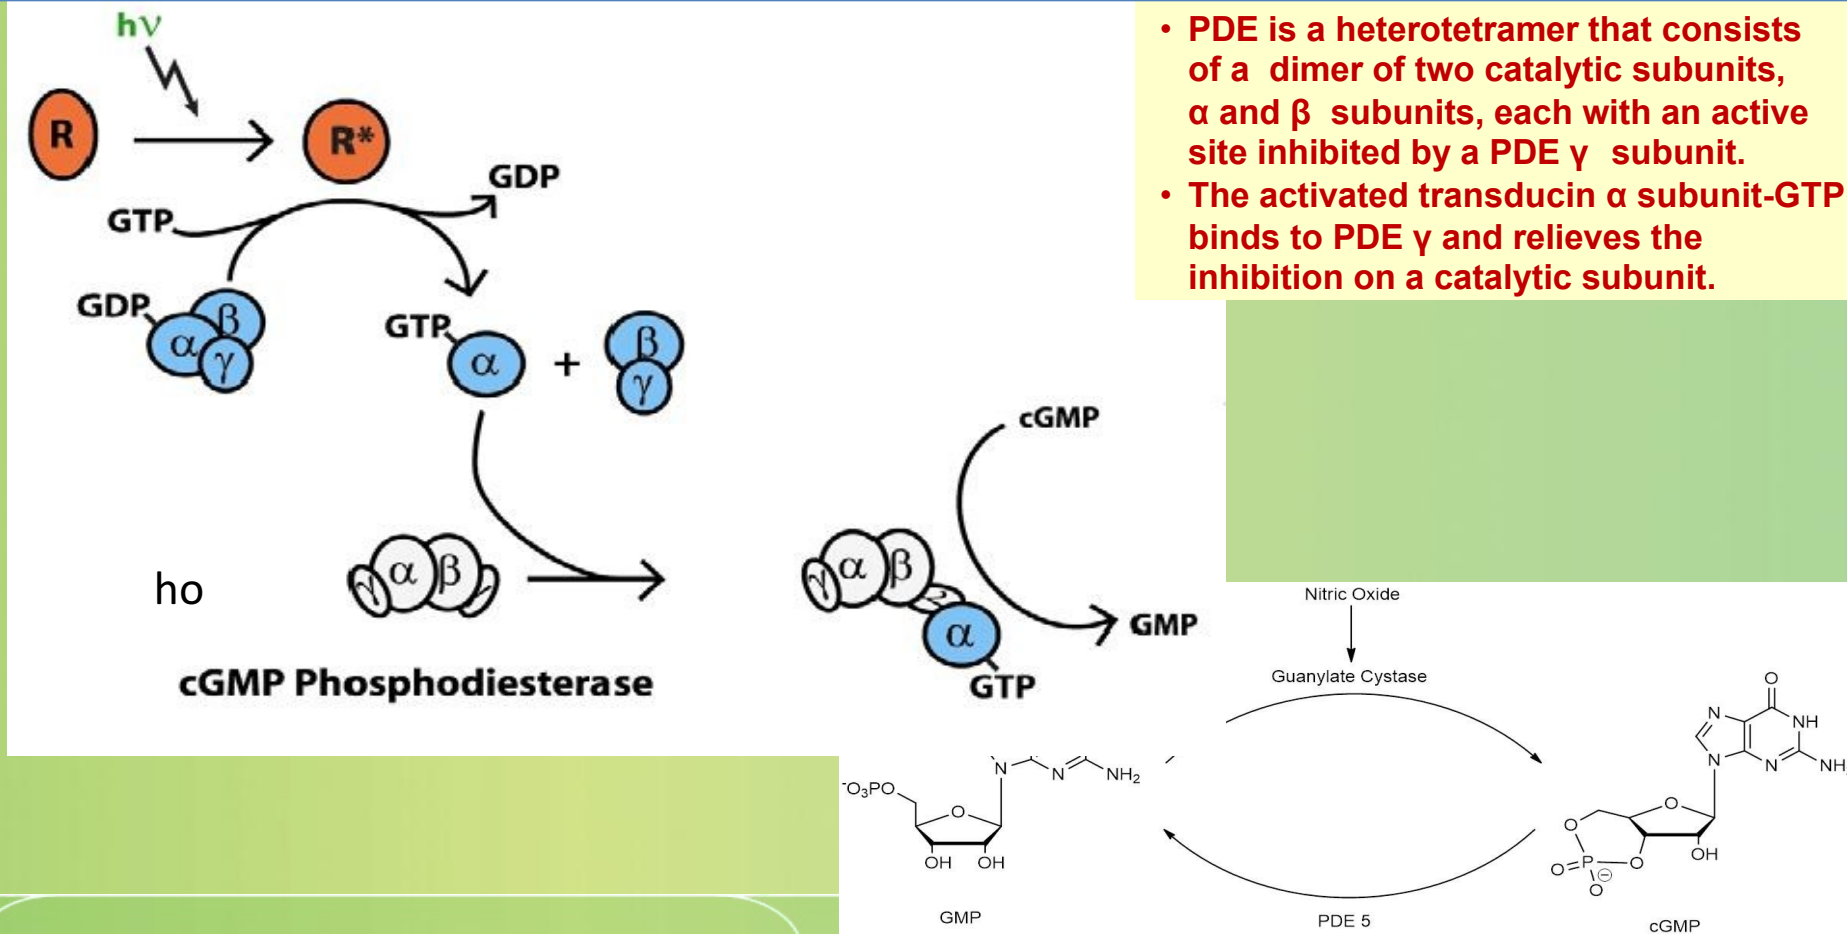 hν
R
R*
GDP
GTP
GDP
α
β
γ
GTP
α
+
β
γ
cGMP
γ
α
β
γ
γ
α
β
γ
α
GTP
GMP
ho
cGMP Phosphodiesterase
• PDE is a heterotetramer that consists
of a dimer of two catalytic subunits,
α and β subunits, each with an active
site inhibited by a PDE γ subunit.
• The activated transducin α subunit-GTP
binds to PDE γ and relieves the
inhibition on a catalytic subunit.
Nitric Oxide
Guanylate Cystase
N
N
NH₂
⁻O₃PO
O
OH
OH
GMP
PDE 5
O
N
NH
N
N
NH
O
O
O
P
O
O
OH
⊖
cGMP